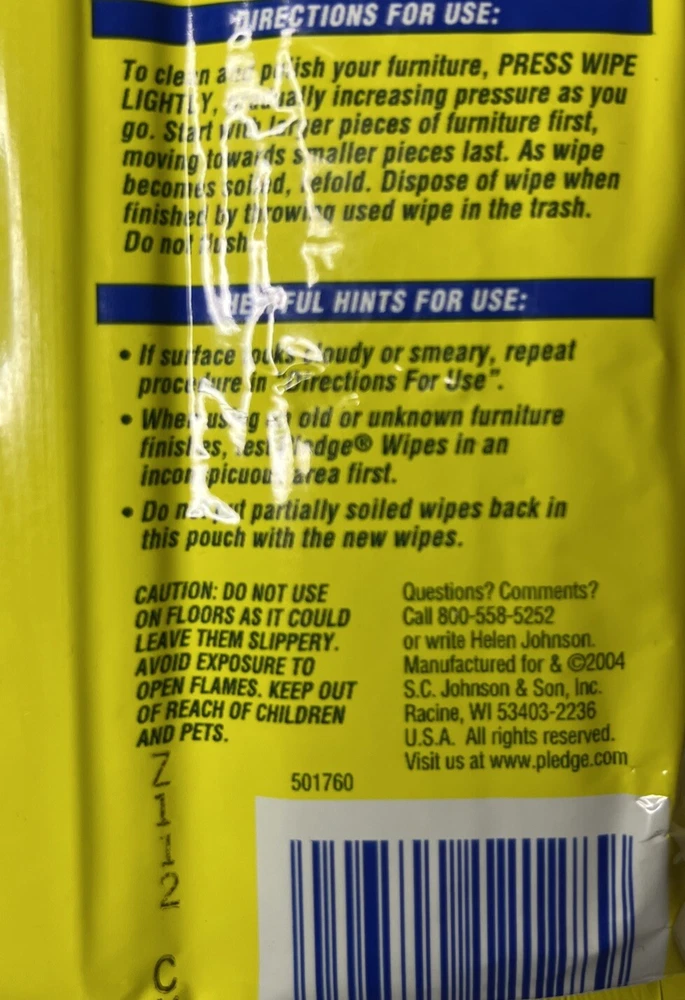 DIRECTIONS FOR USE:
To clean and polish your furniture, PRESS WIPE
LIGHTLY, gradually increasing pressure as you
go. Start with larger pieces of furniture first,
moving towards smaller pieces last. As wipe
becomes soiled, refold. Dispose of wipe when
finished by throwing used wipe in the trash.
Do not flush.
HELPFUL HINTS FOR USE:
• If surface looks cloudy or smeary, repeat
procedure in "Directions For Use".
• When using on old or unknown furniture
finishes, test Pledge® Wipes in an
inconspicuous area first.
• Do not put partially soiled wipes back in
this pouch with the new wipes.
CAUTION: DO NOT USE
ON FLOORS AS IT COULD
LEAVE THEM SLIPPERY.
AVOID EXPOSURE TO
OPEN FLAMES. KEEP OUT
OF REACH OF CHILDREN
AND PETS.
Questions? Comments?
Call 800-558-5252
or write Helen Johnson.
Manufactured for & ©2004
S.C. Johnson & Son, Inc.
Racine, WI 53403-2236
U.S.A. All rights reserved.
Visit us at www.pledge.com
501760